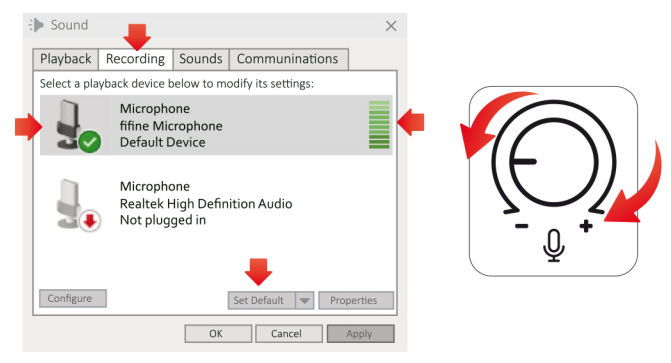 Sound
Playback Recording Sounds Communinations
Select a playback device below to modify its settings:
Microphone
fifine Microphone
Default Device
Microphone
Realtek High Definition Audio
Not plugged in
Configure Set Default Properties
OK Cancel Apply
- +